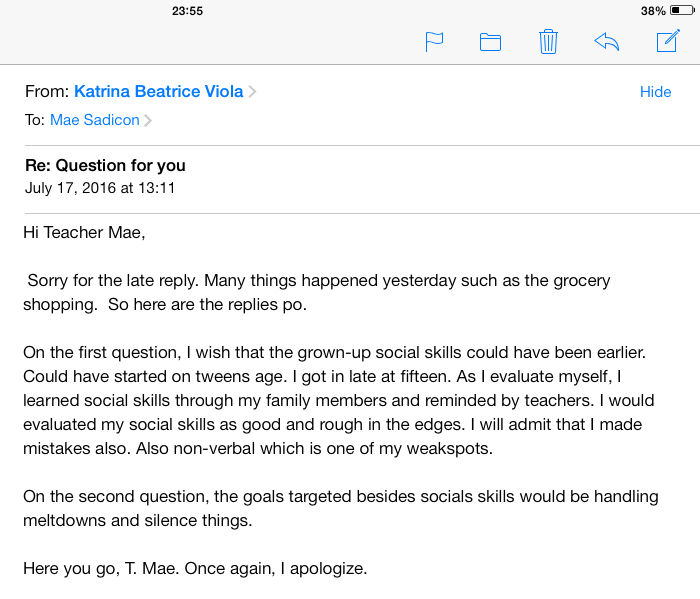 23:55
38%
From: Katrina Beatrice Viola
Hide
To: Mae Sadicon
Re: Question for you
July 17, 2016 at 13:11
Hi Teacher Mae,
Sorry for the late reply. Many things happened yesterday such as the grocery
shopping.  So here are the replies po.
On the first question, I wish that the grown-up social skills could have been earlier.
Could have started on tweens age. I got in late at fifteen. As I evaluate myself, I
learned social skills through my family members and reminded by teachers. I would
evaluated my social skills as good and rough in the edges. I will admit that I made
mistakes also. Also non-verbal which is one of my weakspots.
On the second question, the goals targeted besides socials skills would be handling
meltdowns and silence things.
Here you go, T. Mae. Once again, I apologize.